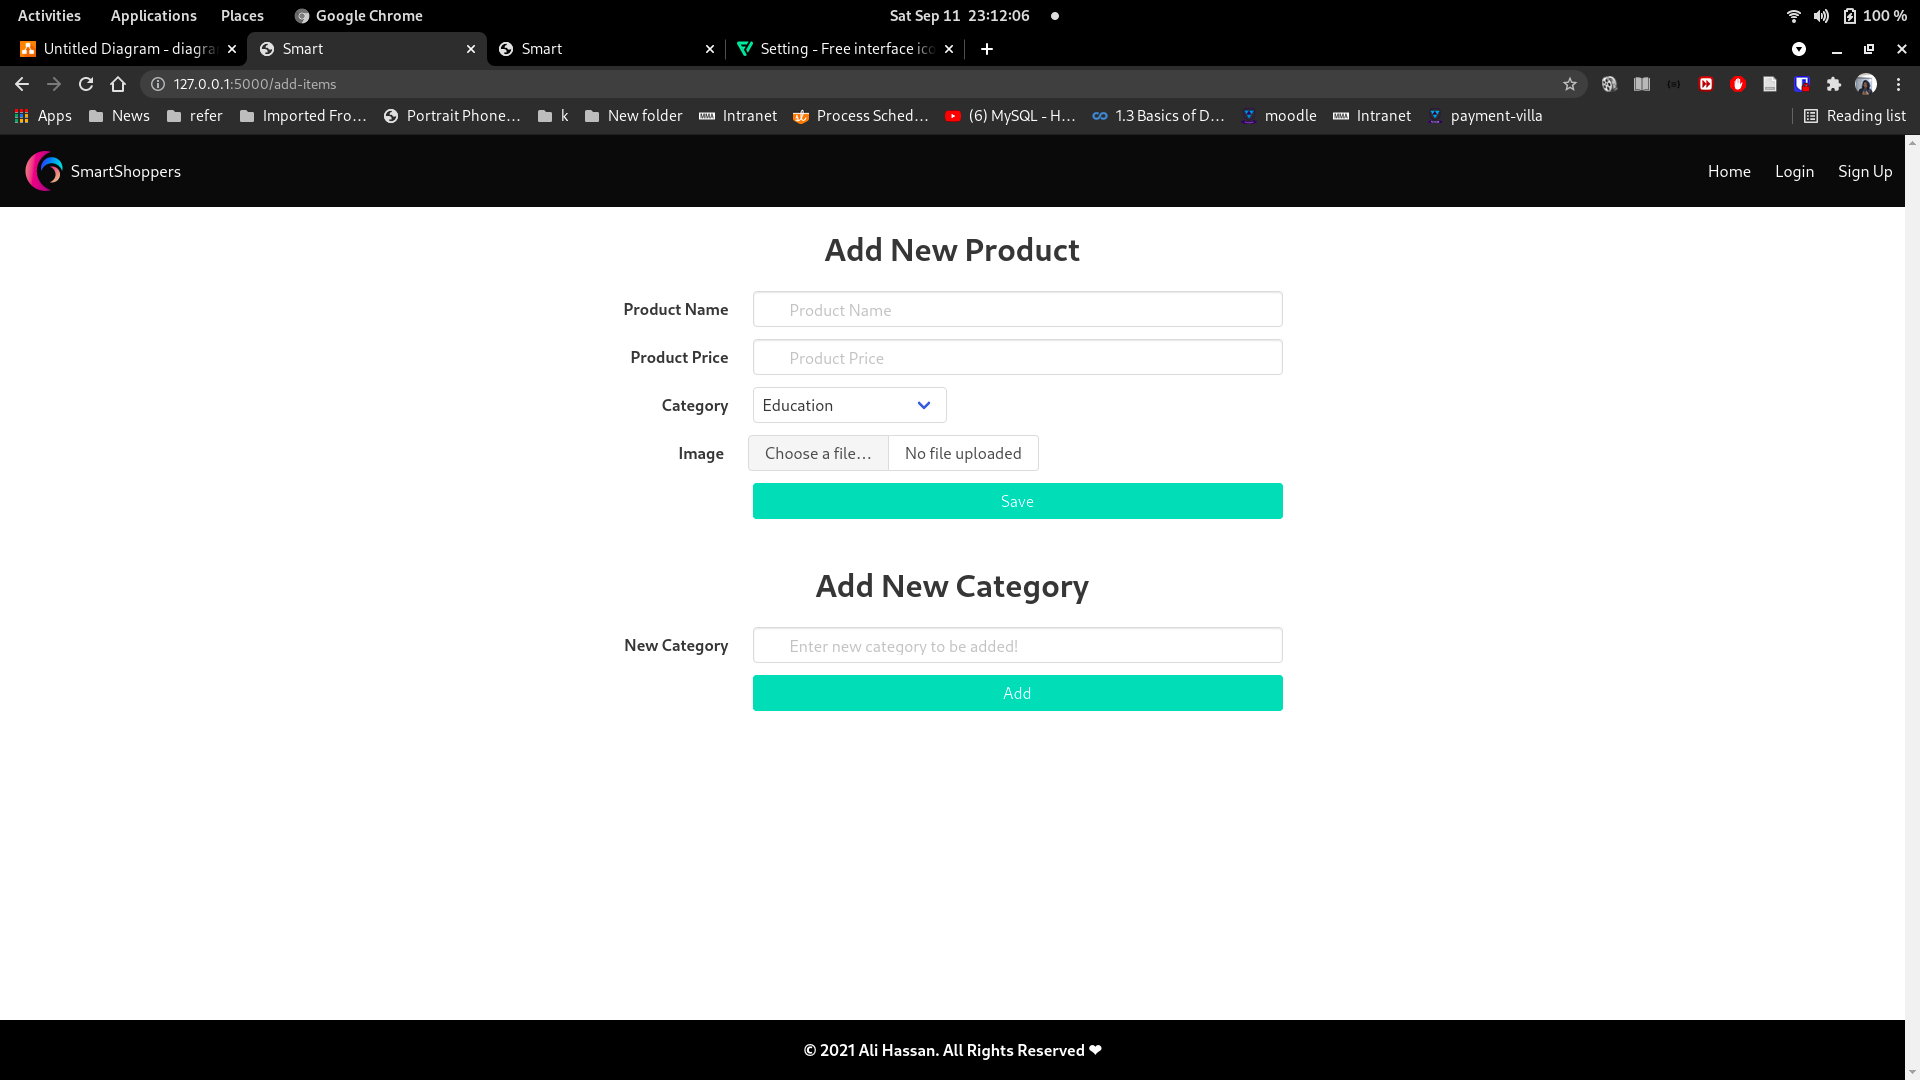 Activities Applications Places Google Chrome Sat Sep 11 23:12:06 100 %
Untitled Diagram - diagra Smart Smart Setting - Free interface ico
127.0.0.1:5000/add-items
Apps News refer Imported Fro... Portrait Phone... k New folder Intranet Process Sched... (6) MySQL - H... 1.3 Basics of D... moodle Intranet payment-villa Reading list
SmartShoppers Home Login Sign Up
Add New Product
Product Name Product Name
Product Price Product Price
Category Education
Image Choose a file... No file uploaded
Save
Add New Category
New Category Enter new category to be added!
Add
© 2021 Ali Hassan. All Rights Reserved ❤